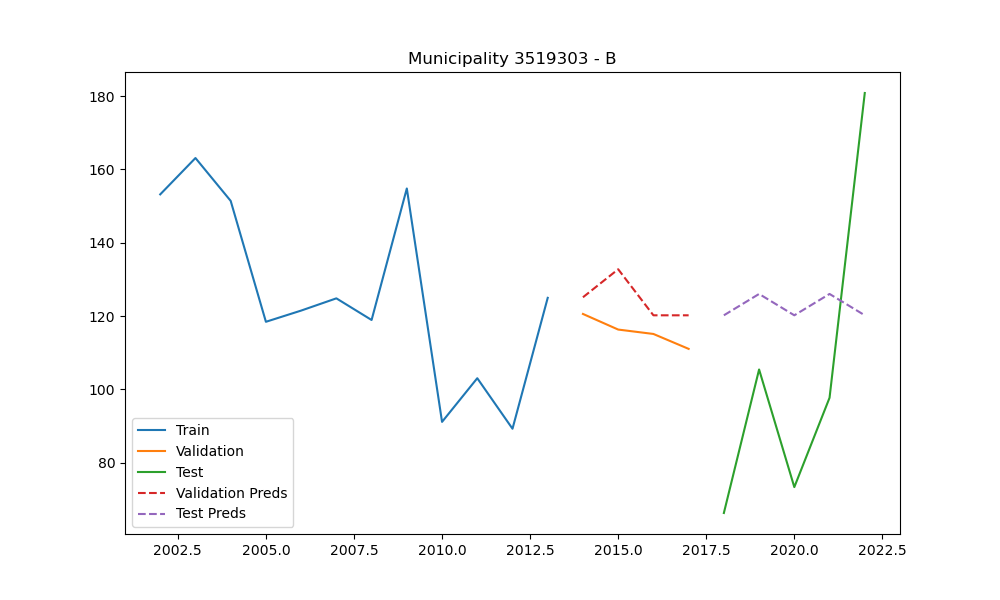 Municipality 3519303 - B
180
160
140
120
100
80
Train
Validation
Test
Validation Preds
Test Preds
2002.5 2005.0 2007.5 2010.0 2012.5 2015.0 2017.5 2020.0 2022.5